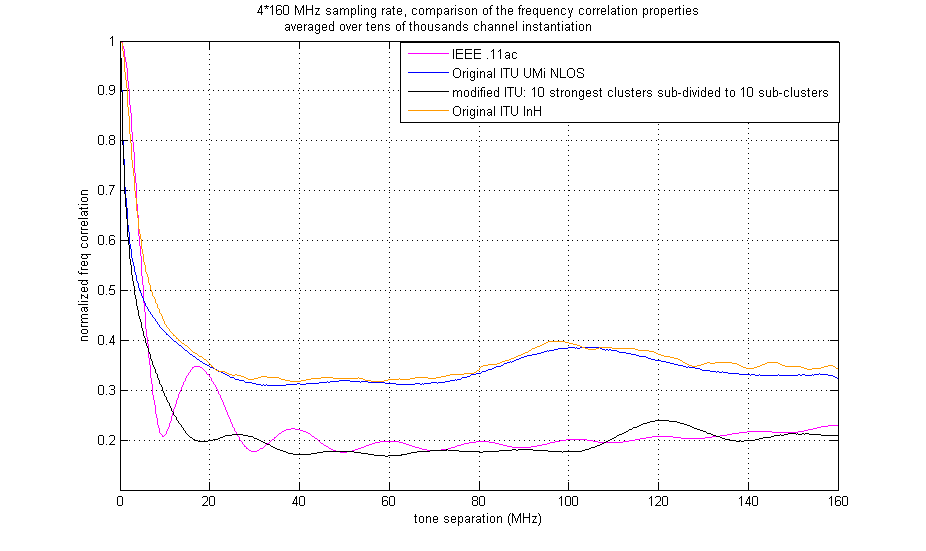 4*160 MHz sampling rate, comparison of the frequency correlation properties
averaged over tens of thousands channel instantiation
IEEE .11ac
Original ITU UMi NLOS
modified ITU: 10 strongest clusters sub-divided to 10 sub-clusters
Original ITU InH
normalized freq correlation
1
0.9
0.8
0.7
0.6
0.5
0.4
0.3
0.2
0 20 40 60 80 100 120 140 160
tone separation (MHz)